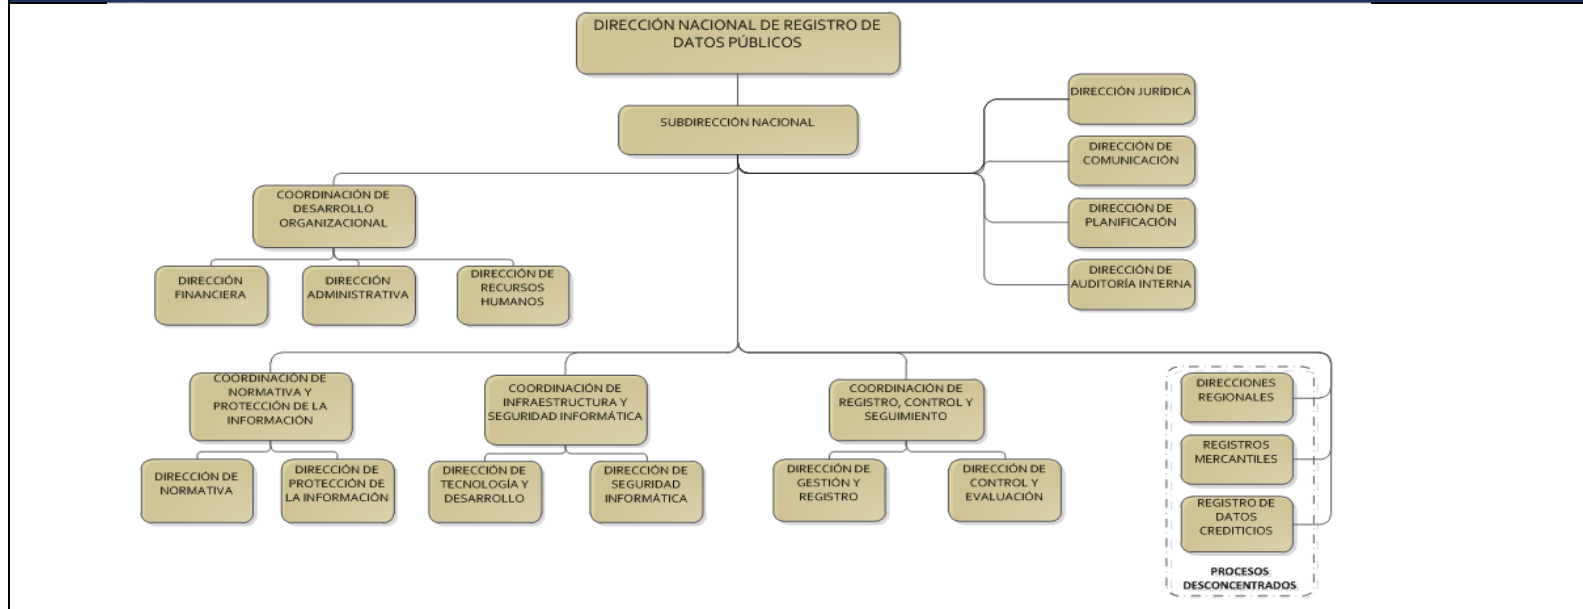 DIRECCIÓN NACIONAL DE REGISTRO DE
DATOS PÚBLICOS
SUBDIRECCIÓN NACIONAL
DIRECCIÓN JURÍDICA
DIRECCIÓN DE
COMUNICACIÓN
DIRECCIÓN DE
PLANIFICACIÓN
DIRECCIÓN DE
AUDITORÍA INTERNA
COORDINACIÓN DE
DESARROLLO
ORGANIZACIONAL
DIRECCIÓN
FINANCIERA
DIRECCIÓN
ADMINISTRATIVA
DIRECCIÓN DE
RECURSOS
HUMANOS
COORDINACIÓN DE
NORMATIVA Y
PROTECCIÓN DE LA
INFORMACIÓN
DIRECCIÓN DE
NORMATIVA
DIRECCIÓN DE
PROTECCIÓN DE
LA INFORMACIÓN
COORDINACIÓN DE
INFRAESTRUCTURA Y
SEGURIDAD INFORMÁTICA
DIRECCIÓN DE
TECNOLOGÍA Y
DESARROLLO
DIRECCIÓN DE
SEGURIDAD
INFORMÁTICA
COORDINACIÓN DE
REGISTRO, CONTROL Y
SEGUIMIENTO
DIRECCIÓN DE
GESTIÓN Y
REGISTRO
DIRECCIÓN DE
CONTROL Y
EVALUACIÓN
DIRECCIONES
REGIONALES
REGISTROS
MERCANTILES
REGISTRO DE
DATOS
CREDITICIOS
PROCESOS
DESCONCENTRADOS